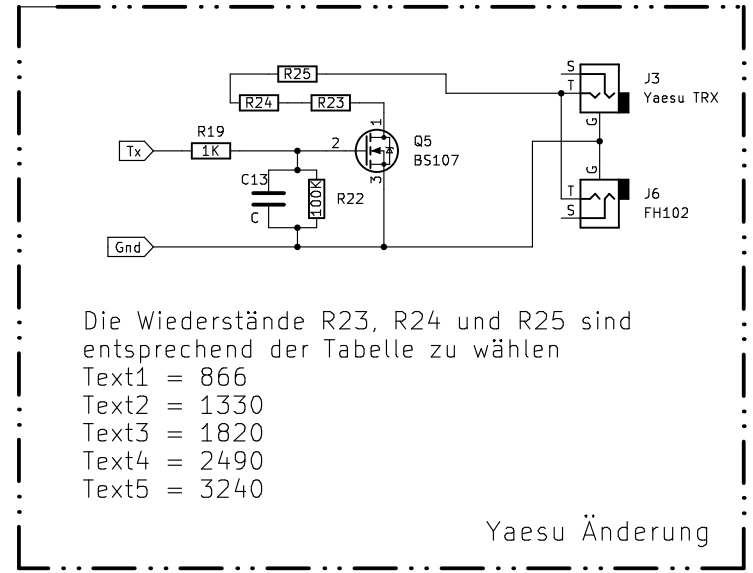 R25
R24
R23
S
T
J3
Yaesu TRX
G
R19
Tx
1K
2
1
Q5
BS107
3
G
C13
C
100K
R22
T
S
J6
FH102
Gnd
Die Wiederstände R23, R24 und R25 sind
entsprechend der Tabelle zu wählen
Text1 = 866
Text2 = 1330
Text3 = 1820
Text4 = 2490
Text5 = 3240
Yaesu Änderung